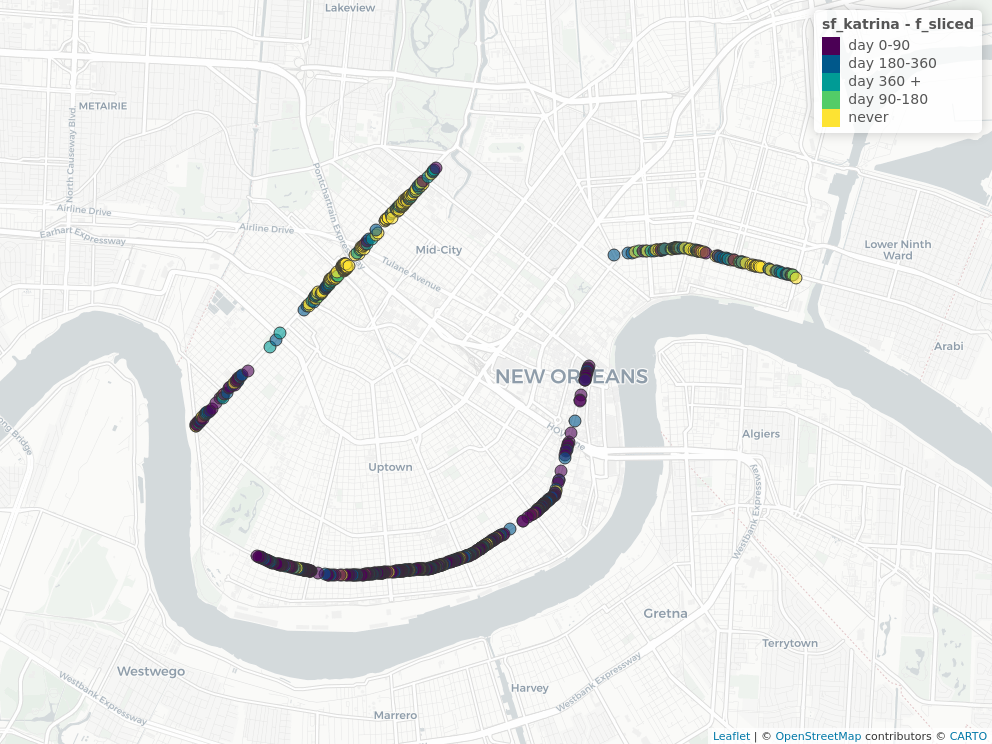 Lakeview
sf_katrina - f_sliced
day 0-90
day 180-360
day 360 +
day 90-180
never
METAIRIE
North Causeway Blvd
Pontchartrain Expressway
Airline Drive
Airline Drive
Earhart Expressway
Mid-City
Tulane Avenue
Lower Ninth
Ward
Arabi
NEW ORLEANS
Algiers
Uptown
Westbank Expressway
Gretna
Terrytown
Westwego
Westbank Expressway
Harvey
Westbank Expressway
Marrero
Leaflet | © OpenStreetMap contributors © CARTO